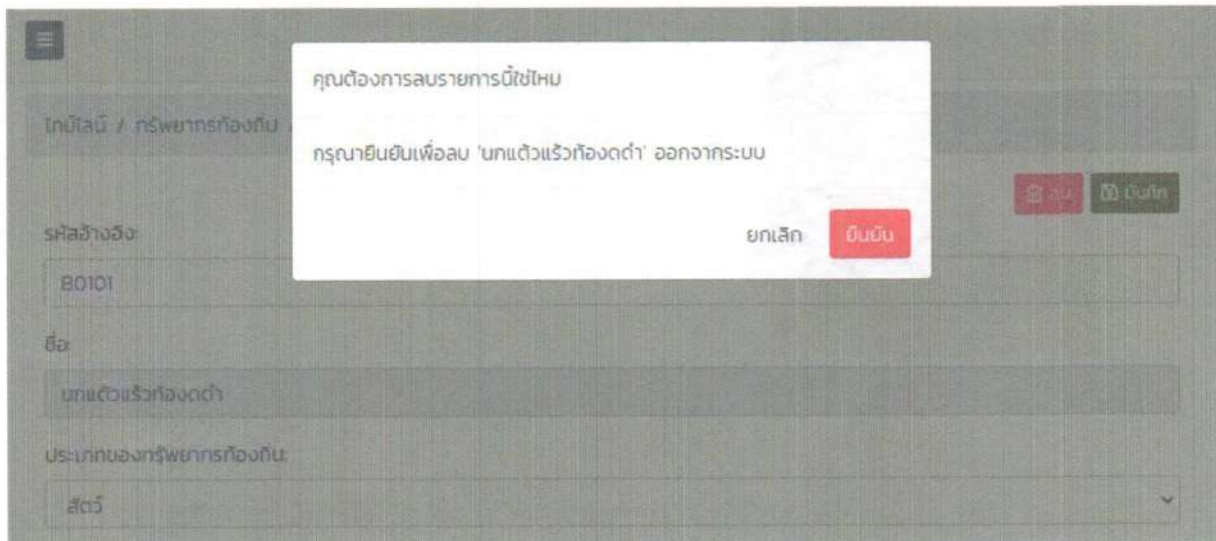 คุณต้องการลบรายการนี้ใช่ไหม
ไทม์ไลน์ / ทรัพยากรท้องถิ่น /
กรุณายืนยันเพื่อลบ 'นกแต้วแร้วท้องดำ' ออกจากระบบ
ลบ บันทึก
รหัสอ้างอิง:
ยกเลิก ยืนยัน
B0101
ชื่อ:
นกแต้วแร้วท้องดำ
ประเภทของทรัพยากรท้องถิ่น:
สัตว์